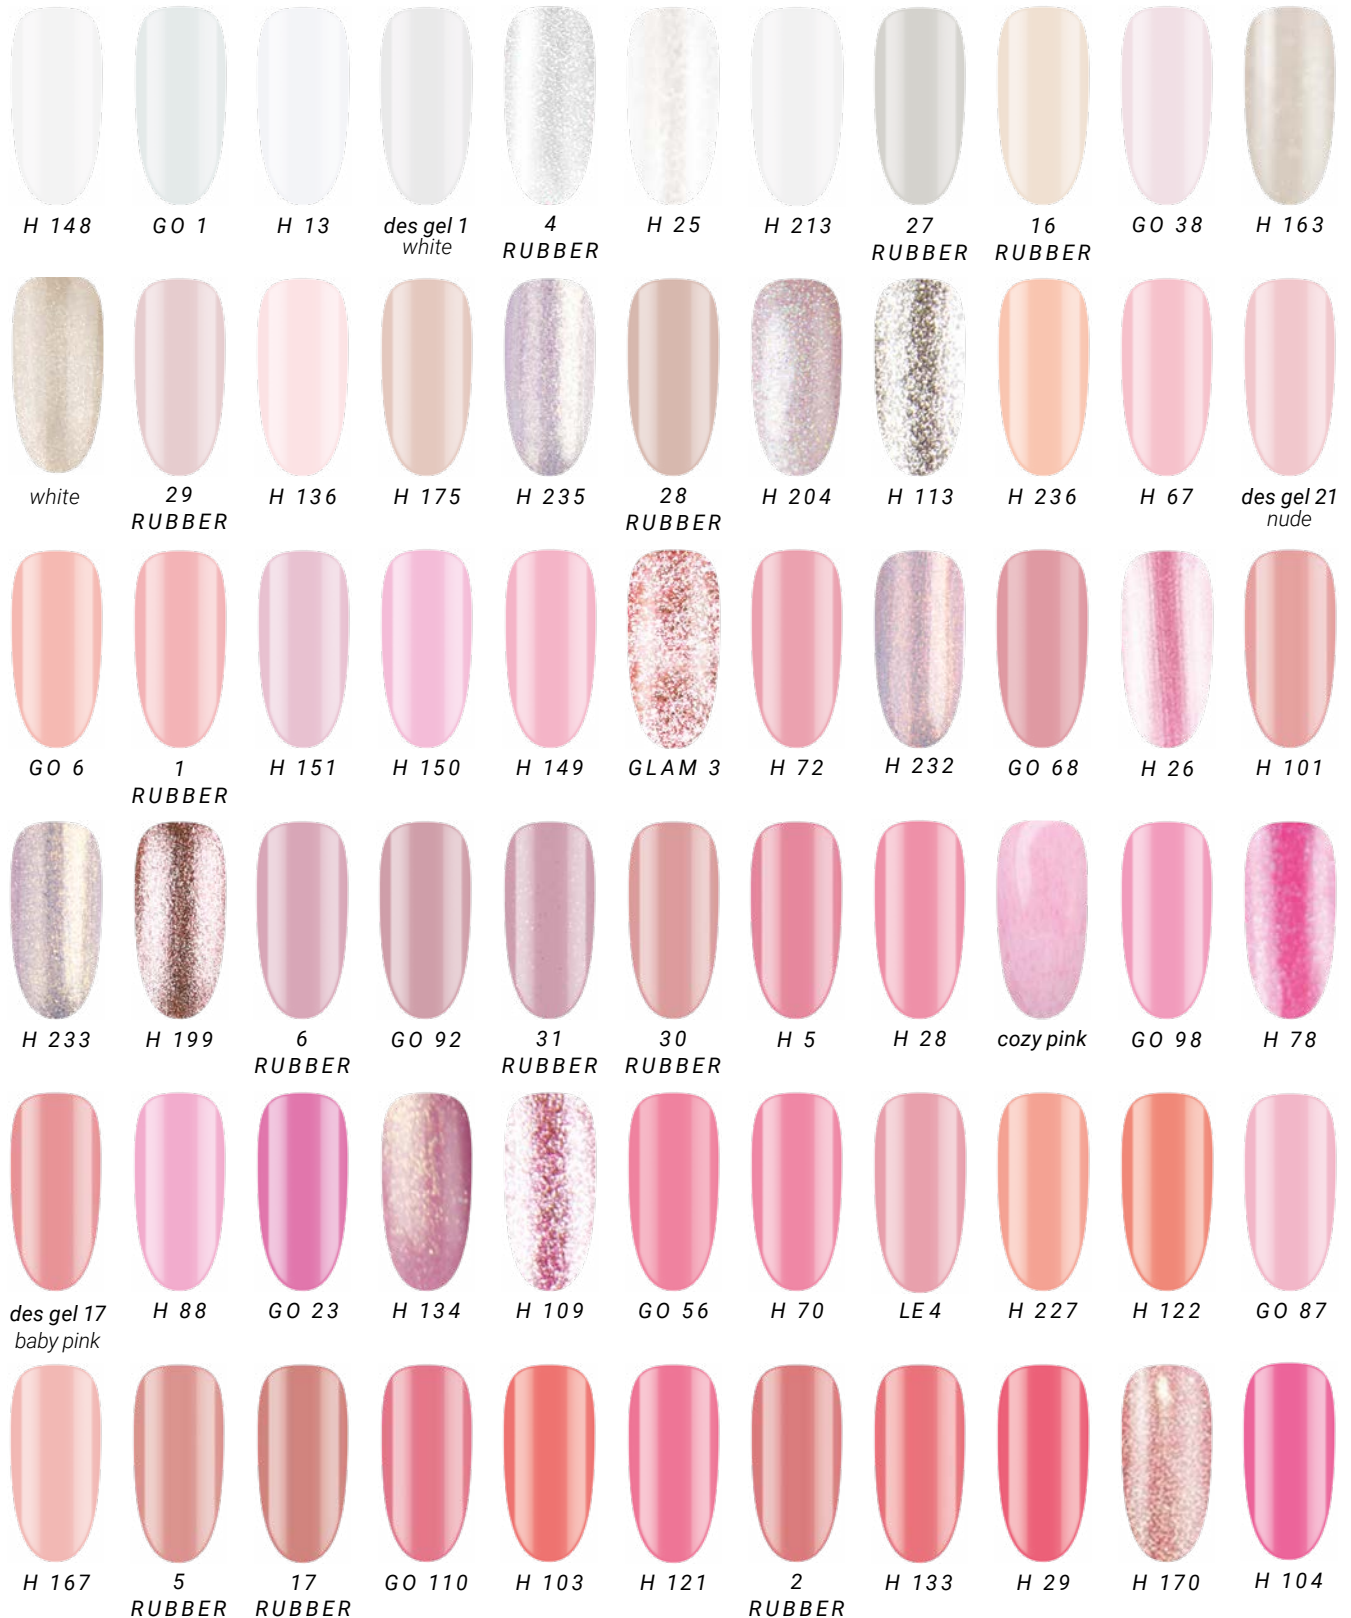 H 148
GO 1
H 13
des gel 1
white
4
RUBBER
H 25
H 213
27
RUBBER
16
RUBBER
GO 38
H 163
white
29
RUBBER
H 136
H 175
H 235
28
RUBBER
H 204
H 113
H 236
H 67
des gel 21
nude
GO 6
1
RUBBER
H 151
H 150
H 149
GLAM 3
H 72
H 232
GO 68
H 26
H 101
H 233
H 199
6
RUBBER
GO 92
31
RUBBER
30
RUBBER
H 5
H 28
cozy pink
GO 98
H 78
des gel 17
baby pink
H 88
GO 23
H 134
H 109
GO 56
H 70
LE 4
H 227
H 122
GO 87
H 167
5
RUBBER
17
RUBBER
GO 110
H 103
H 121
2
RUBBER
H 133
H 29
H 170
H 104